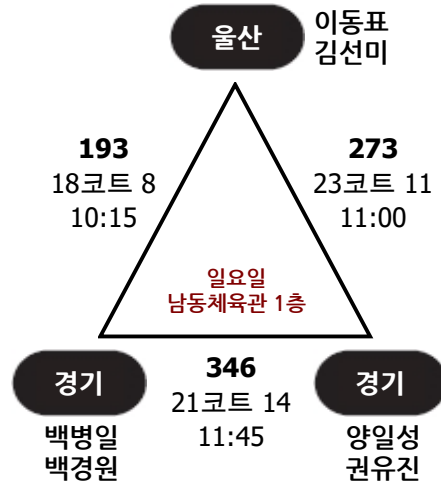 울산
이동표
김선미
193
18코트 8
10:15
273
23코트 11
11:00
일요일
남동체육관 1층
경기
백병일
백경원
346
21코트 14
11:45
경기
양일성
권유진